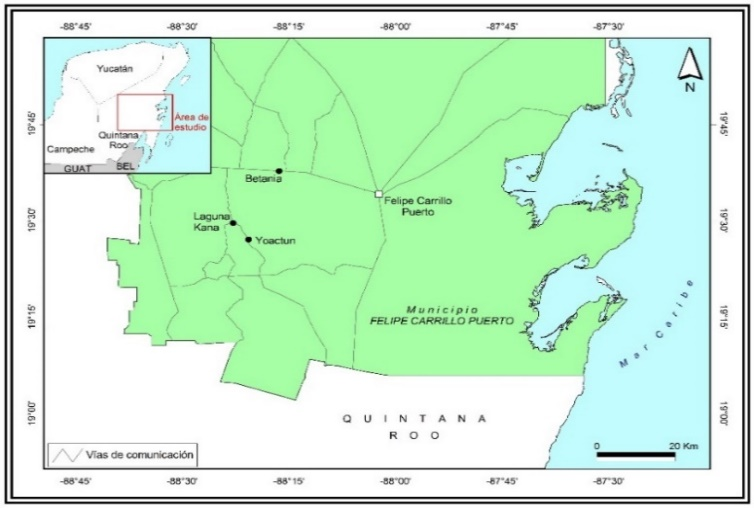 -88°45'
-88°30'
-88°15'
-88°00'
-87°45'
-87°30'
Yucatán
Área de
estudio
Quintana
Roo
Campeche
GUAT
BEL
N
19°45'
19°45'
Betania
Felipe Carrillo
Puerto
Laguna
Kana
Yoactun
19°30'
19°30'
Municipio
FELIPE CARRILLO PUERTO
Mar Caribe
19°15'
19°15'
QUINTANA
ROO
19°00'
19°00'
Vías de comunicación
0
20 Km
-88°45'
-88°30'
-88°15'
-88°00'
-87°45'
-87°30'